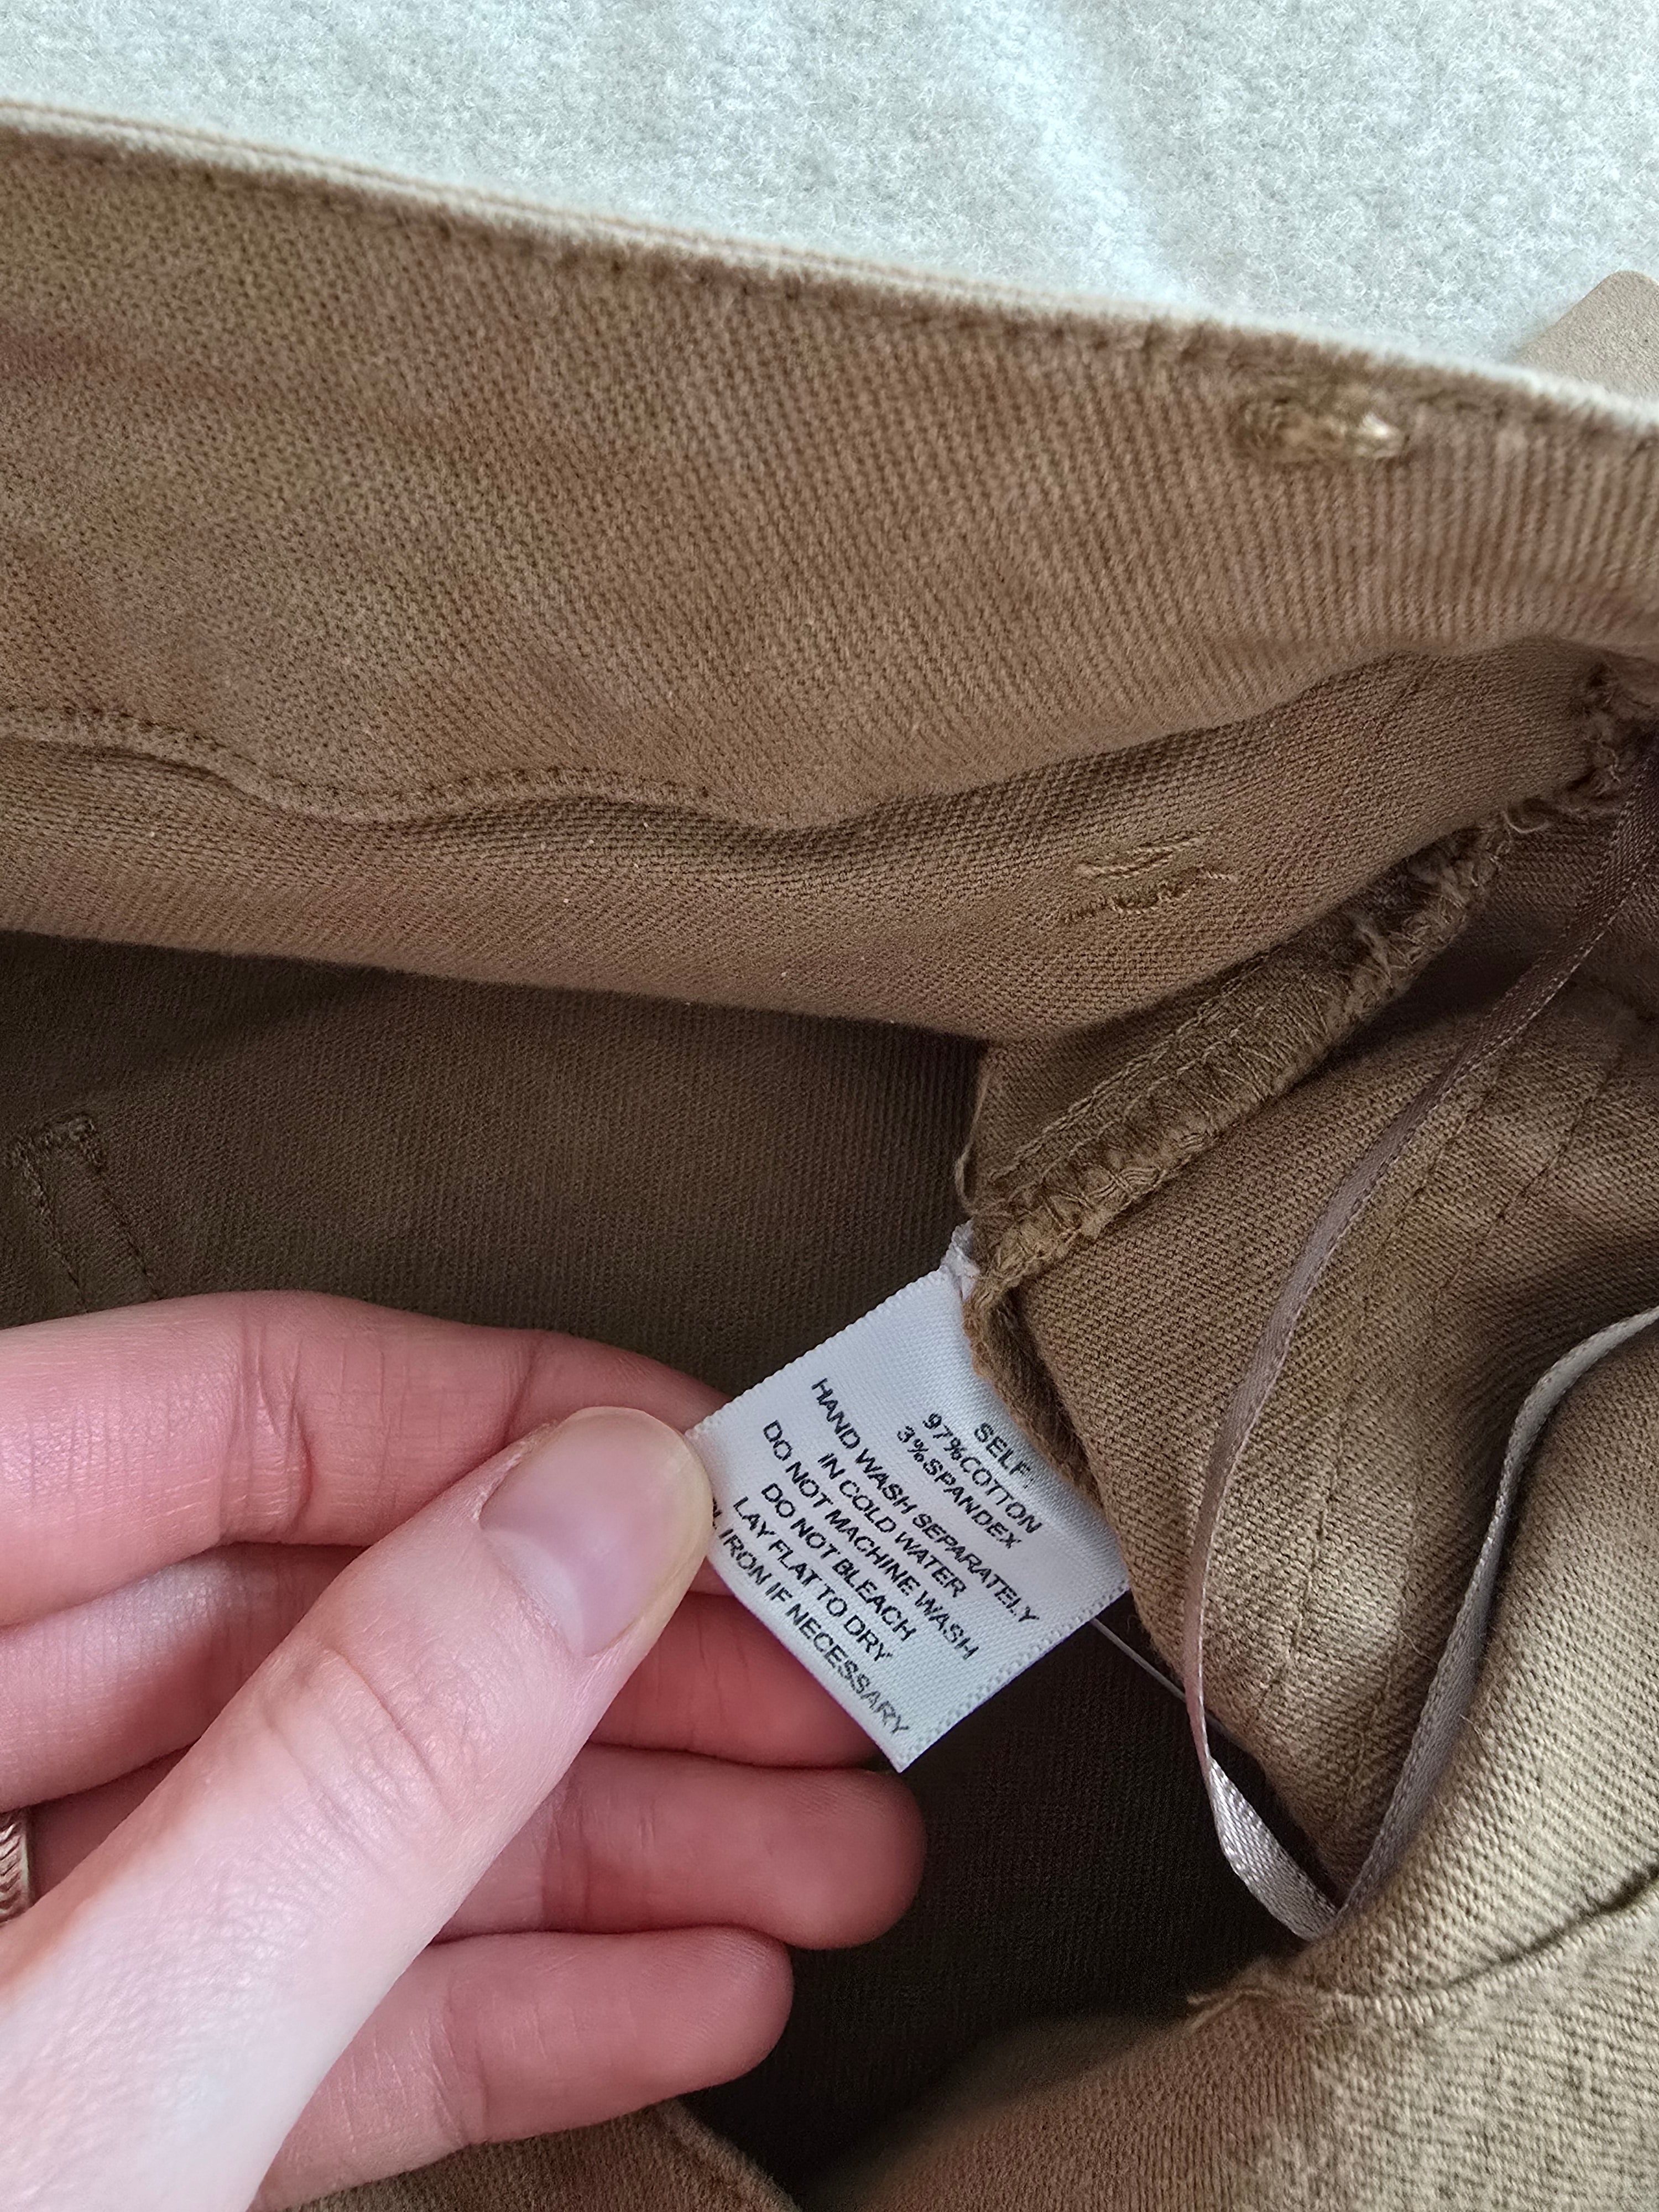 SELF:
97%COTTON
3%SPANDEX
HAND WASH SEPARATELY
IN COLD WATER
DO NOT MACHINE WASH
DO NOT BLEACH
LAY FLAT TO DRY
IRON IF NECESSARY